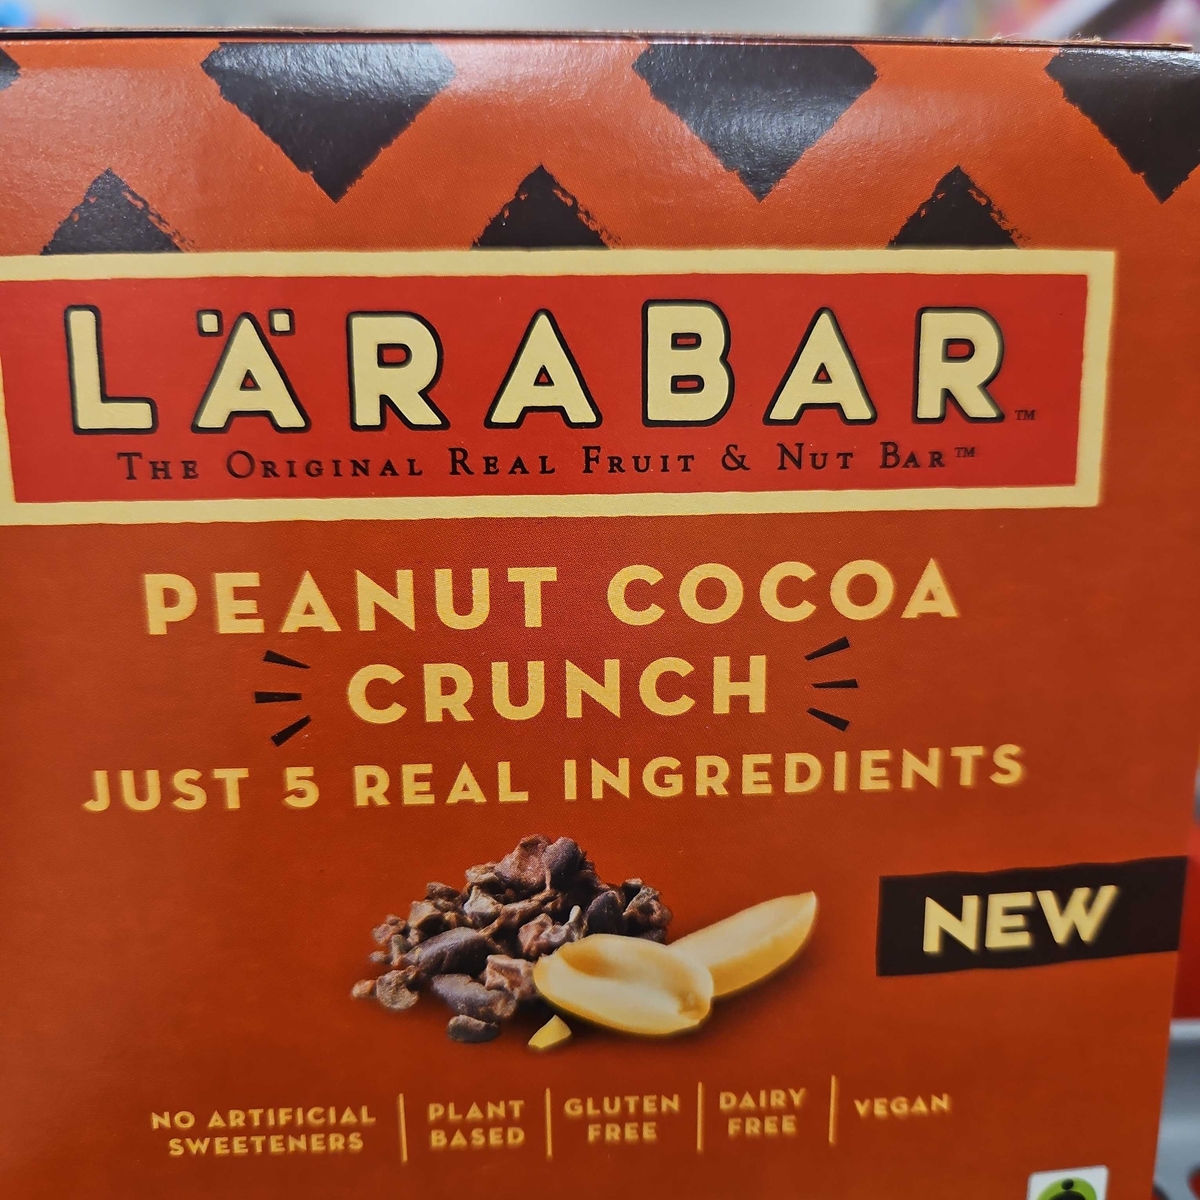 LÄRABAR™
THE ORIGINAL REAL FRUIT & NUT BAR™
PEANUT COCOA
CRUNCH
JUST 5 REAL INGREDIENTS
NEW
NO ARTIFICIAL
SWEETENERS
PLANT
BASED
GLUTEN
FREE
DAIRY
FREE
VEGAN